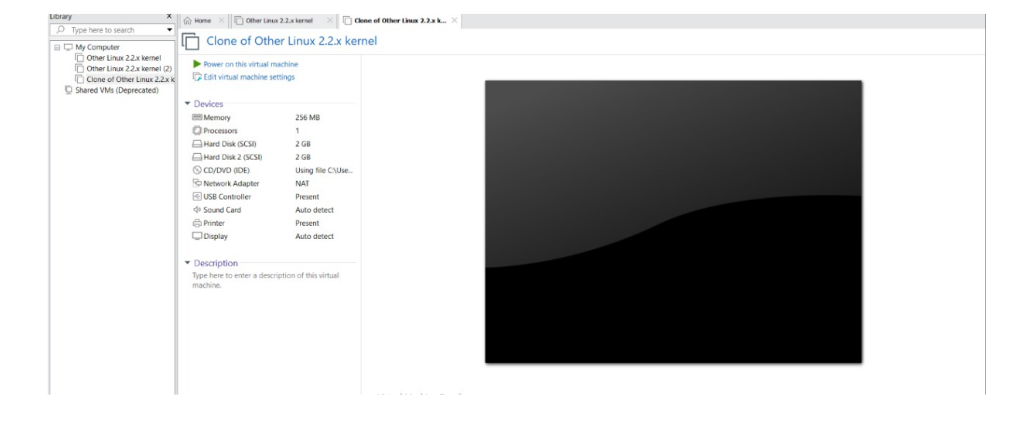 Library X
Type here to search
My Computer
Other Linux 2.2.x kernel
Other Linux 2.2.x kernel (2)
Clone of Other Linux 2.2.x k
Shared VMs (Deprecated)
Home × Other Linux 2.2.x kernel × Clone of Other Linux 2.2.x k... ×
Clone of Other Linux 2.2.x kernel
Power on this virtual machine
Edit virtual machine settings
Devices
Memory 256 MB
Processors 1
Hard Disk (SCSI) 2 GB
Hard Disk 2 (SCSI) 2 GB
CD/DVD (IDE) Using file C:\Use...
Network Adapter NAT
USB Controller Present
Sound Card Auto detect
Printer Present
Display Auto detect
Description
Type here to enter a description of this virtual
machine.